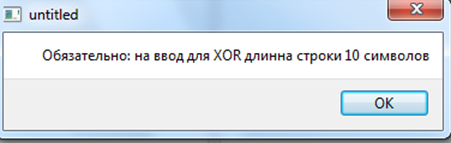 untitled
Обязательно: на ввод для XOR длинна строки 10 символов
OK